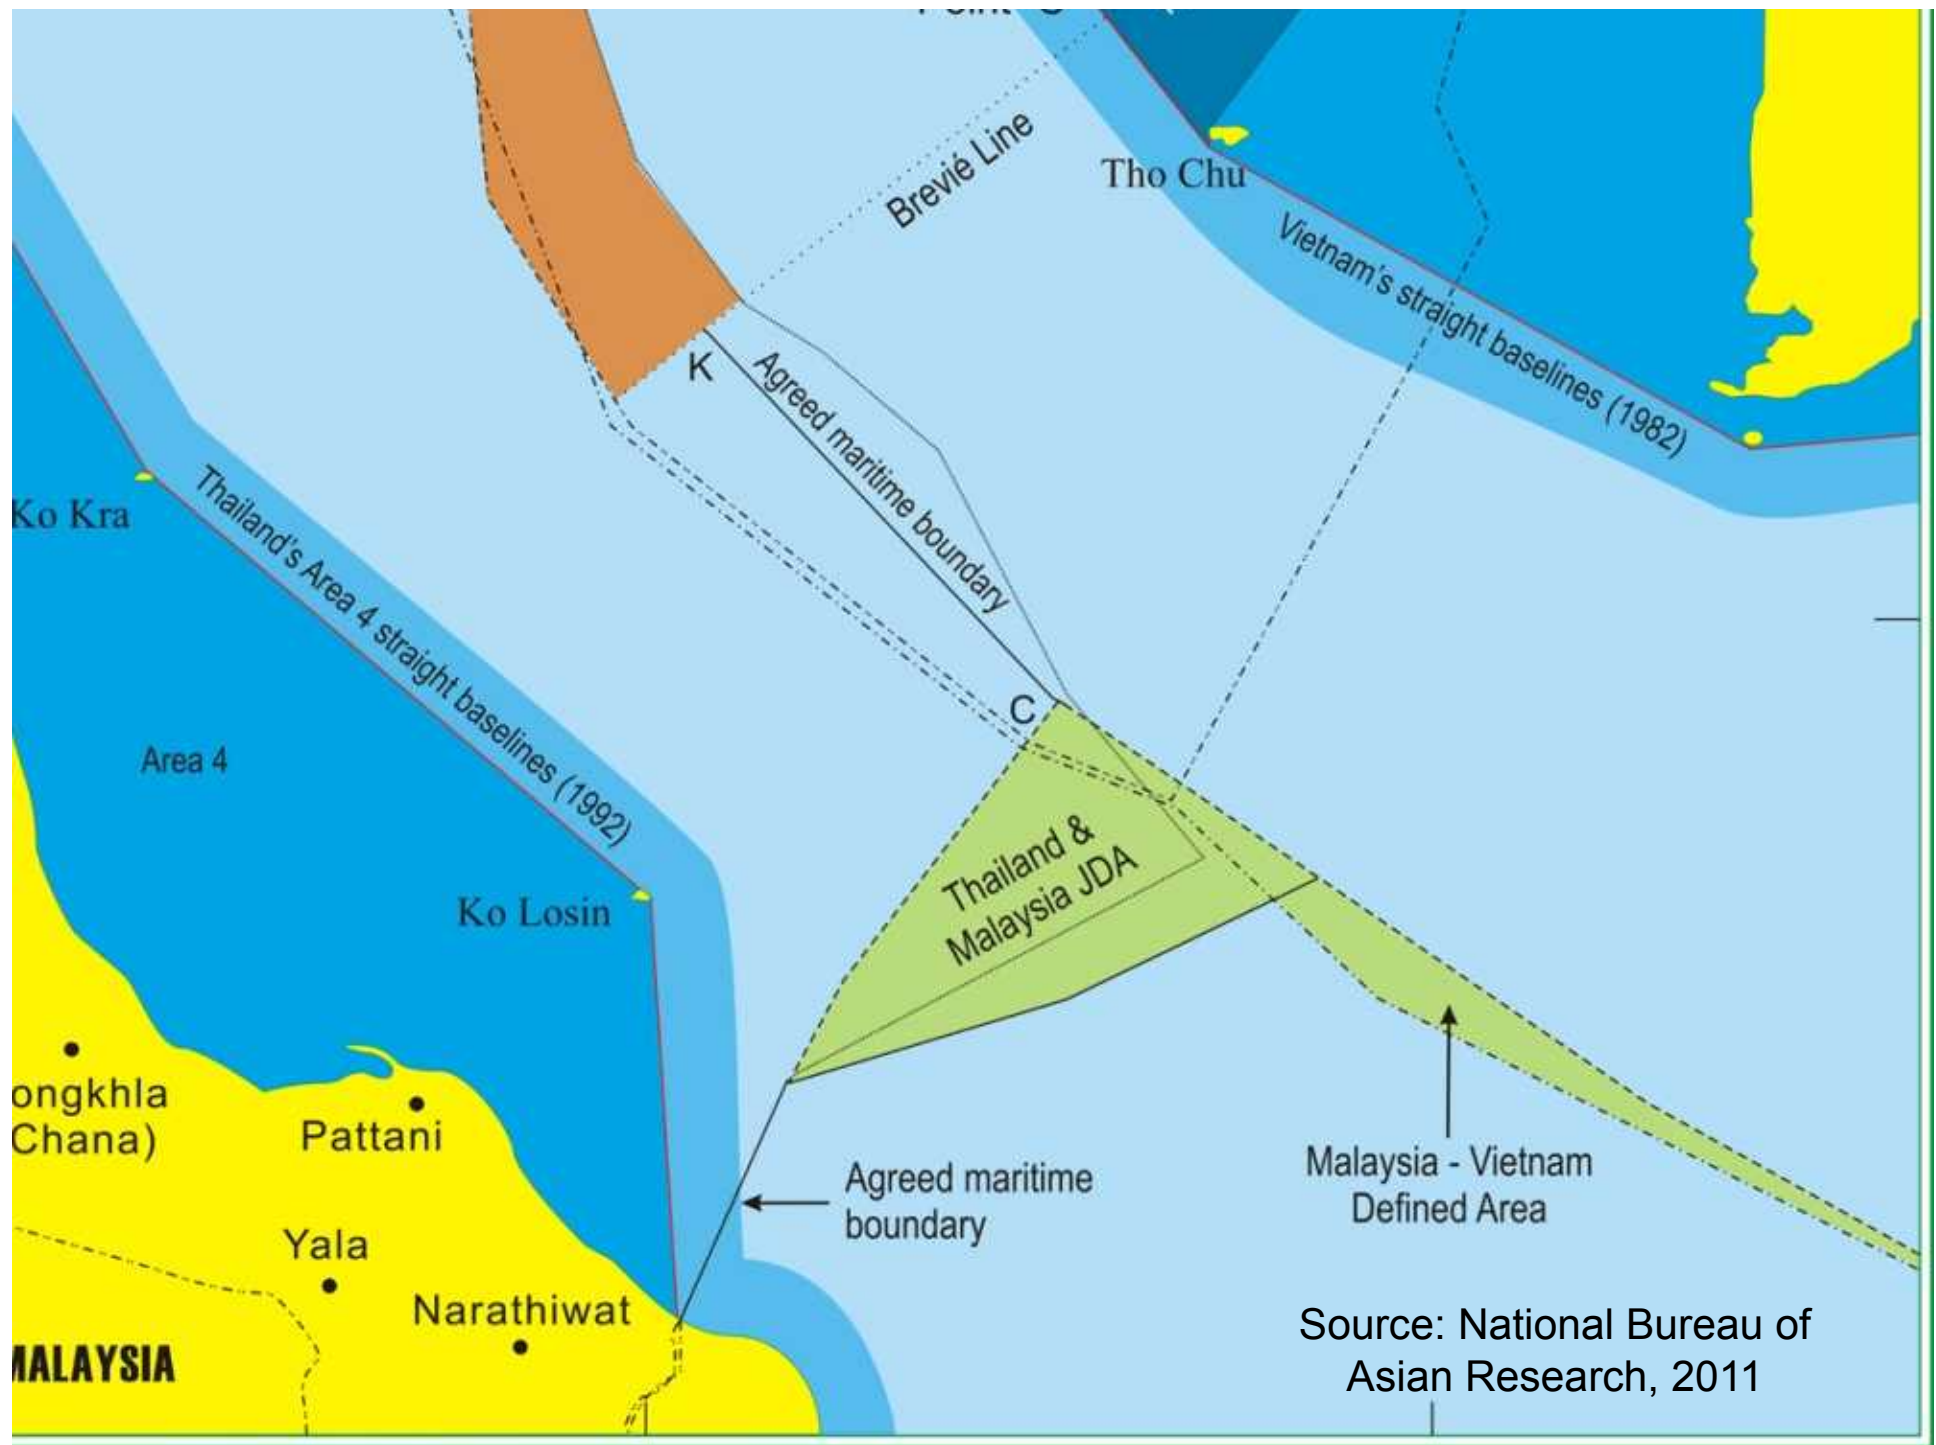 Brevié Line
Tho Chu
Vietnam's straight baselines (1982)
K
Agreed maritime boundary
Ko Kra
Thailand's Area 4 straight baselines (1992)
C
Area 4
Thailand &
Malaysia JDA
Ko Losin
ongkhla
Chana)
Pattani
Agreed maritime
boundary
Malaysia - Vietnam
Defined Area
Yala
Narathiwat
MALAYSIA
Source: National Bureau of
Asian Research, 2011